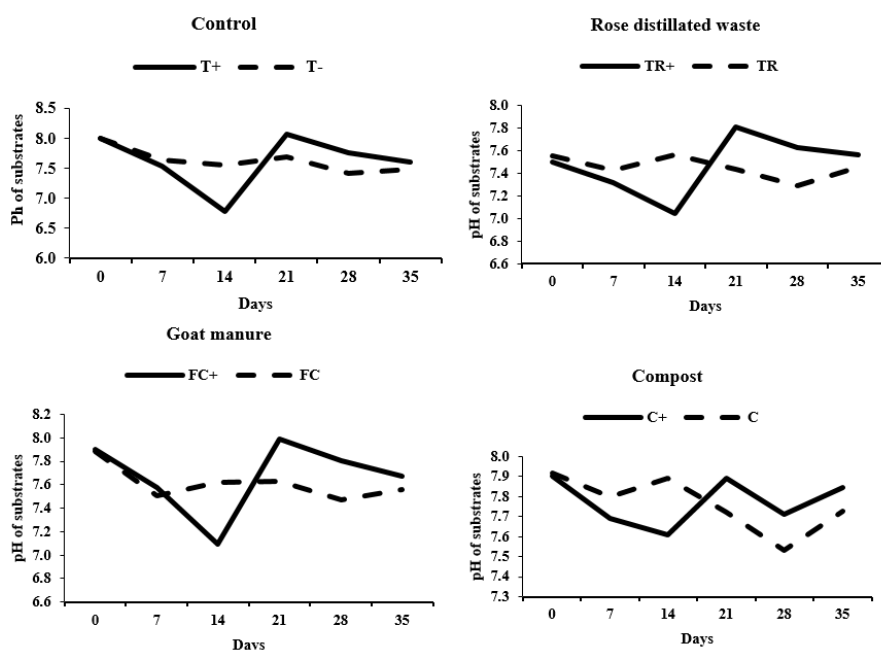 Control
T+ T-
Ph of substrates
8.5
8.0
7.5
7.0
6.5
6.0
0 7 14 21 28 35
Days
Rose distillated waste
TR+ TR
pH of substrates
8.0
7.8
7.6
7.4
7.2
7.0
6.8
6.6
0 7 14 21 28 35
Days
Goat manure
FC+ FC
pH of substrates
8.2
8.0
7.8
7.6
7.4
7.2
7.0
6.8
6.6
0 7 14 21 28 35
Days
Compost
C+ C
pH of substrates
8.0
7.9
7.8
7.7
7.6
7.5
7.4
7.3
0 7 14 21 28 35
Days